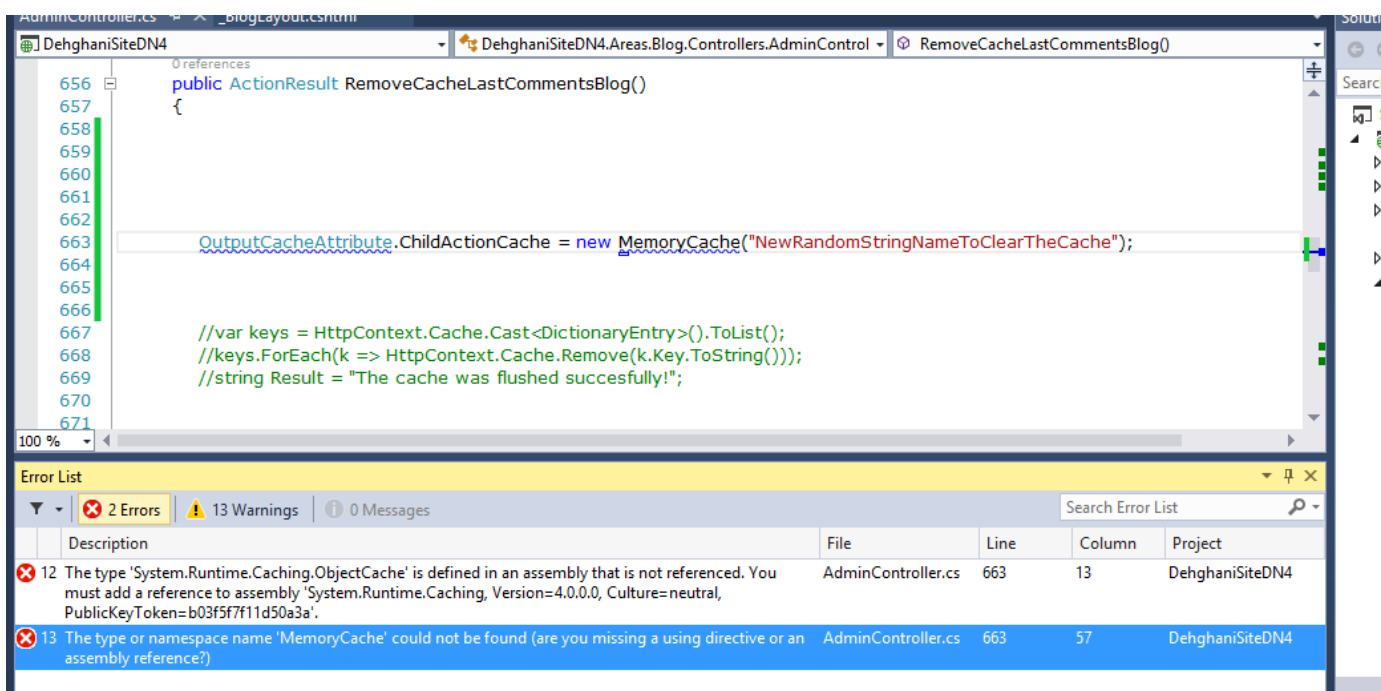 AdminController.cs _BlogLayout.cshtml
DehghaniSiteDN4 DehghaniSiteDN4.Areas.Blog.Controllers.AdminControl RemoveCacheLastCommentsBlog()
0 references
656 public ActionResult RemoveCacheLastCommentsBlog()
657 {
658
659
660
661
662
663 OutputCacheAttribute.ChildActionCache = new MemoryCache("NewRandomStringNameToClearTheCache");
664
665
666
667 //var keys = HttpContext.Cache.Cast<DictionaryEntry>().ToList();
668 //keys.ForEach(k => HttpContext.Cache.Remove(k.Key.ToString()));
669 //string Result = "The cache was flushed succesfully!";
670
671
100 %
Error List
2 Errors 13 Warnings 0 Messages Search Error List
Description File Line Column Project
12 The type 'System.Runtime.Caching.ObjectCache' is defined in an assembly that is not referenced. You AdminController.cs 663 13 DehghaniSiteDN4
must add a reference to assembly 'System.Runtime.Caching, Version=4.0.0.0, Culture=neutral,
PublicKeyToken=b03f5f7f11d50a3a'.
13 The type or namespace name 'MemoryCache' could not be found (are you missing a using directive or an AdminController.cs 663 57 DehghaniSiteDN4
assembly reference?)